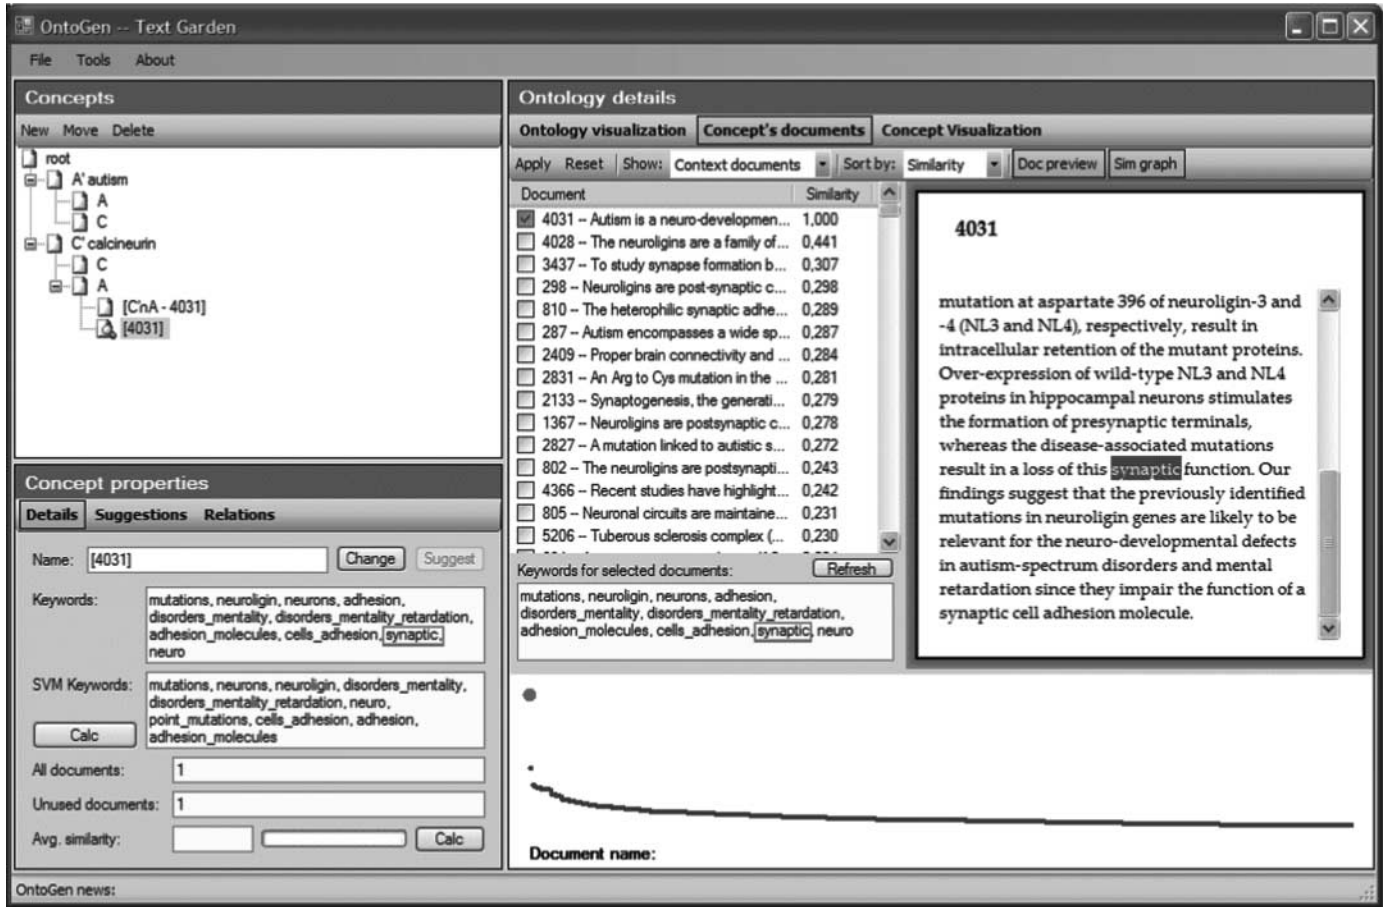 OntoGen -- Text Garden
File Tools About
Concepts
New Move Delete
root
A' autism
A
C
C' calcineurin
C
A
[C'nA - 4031]
[4031]
Concept properties
Details Suggestions Relations
Name: [4031] Change Suggest
Keywords: mutations, neuroligin, neurons, adhesion,
disorders_mentality, disorders_mentality_retardation,
adhesion_molecules, cells_adhesion, synaptic,
neuro
SVM Keywords: mutations, neurons, neuroligin, disorders_mentality,
disorders_mentality_retardation, neuro,
point_mutations, cells_adhesion, adhesion,
adhesion_molecules
Calc
All documents: 1
Unused documents: 1
Avg. similarity: Calc
Ontology details
Ontology visualization Concept's documents Concept Visualization
Apply Reset Show: Context documents Sort by: Similarity Doc preview Sim graph
Document Similarity
4031 -- Autism is a neuro-developmen... 1,000
4028 -- The neuroligins are a family of... 0,441
3437 -- To study synapse formation b... 0,307
298 -- Neuroligins are post-synaptic c... 0,298
810 -- The heterophilic synaptic adhe... 0,289
287 -- Autism encompasses a wide sp... 0,287
2409 -- Proper brain connectivity and ... 0,284
2831 -- An Arg to Cys mutation in the ... 0,281
2133 -- Synaptogenesis, the generati... 0,279
1367 -- Neuroligins are postsynaptic c... 0,278
2827 -- A mutation linked to autistic s... 0,272
802 -- The neuroligins are postsynapti... 0,243
4366 -- Recent studies have highlight... 0,242
805 -- Neuronal circuits are maintaine... 0,231
5206 -- Tuberous sclerosis complex (... 0,230
Keywords for selected documents: Refresh
mutations, neuroligin, neurons, adhesion,
disorders_mentality, disorders_mentality_retardation,
adhesion_molecules, cells_adhesion, synaptic, neuro
4031
mutation at aspartate 396 of neuroligin-3 and
-4 (NL3 and NL4), respectively, result in
intracellular retention of the mutant proteins.
Over-expression of wild-type NL3 and NL4
proteins in hippocampal neurons stimulates
the formation of presynaptic terminals,
whereas the disease-associated mutations
result in a loss of this synaptic function. Our
findings suggest that the previously identified
mutations in neuroligin genes are likely to be
relevant for the neuro-developmental defects
in autism-spectrum disorders and mental
retardation since they impair the function of a
synaptic cell adhesion molecule.
Document name:
OntoGen news: